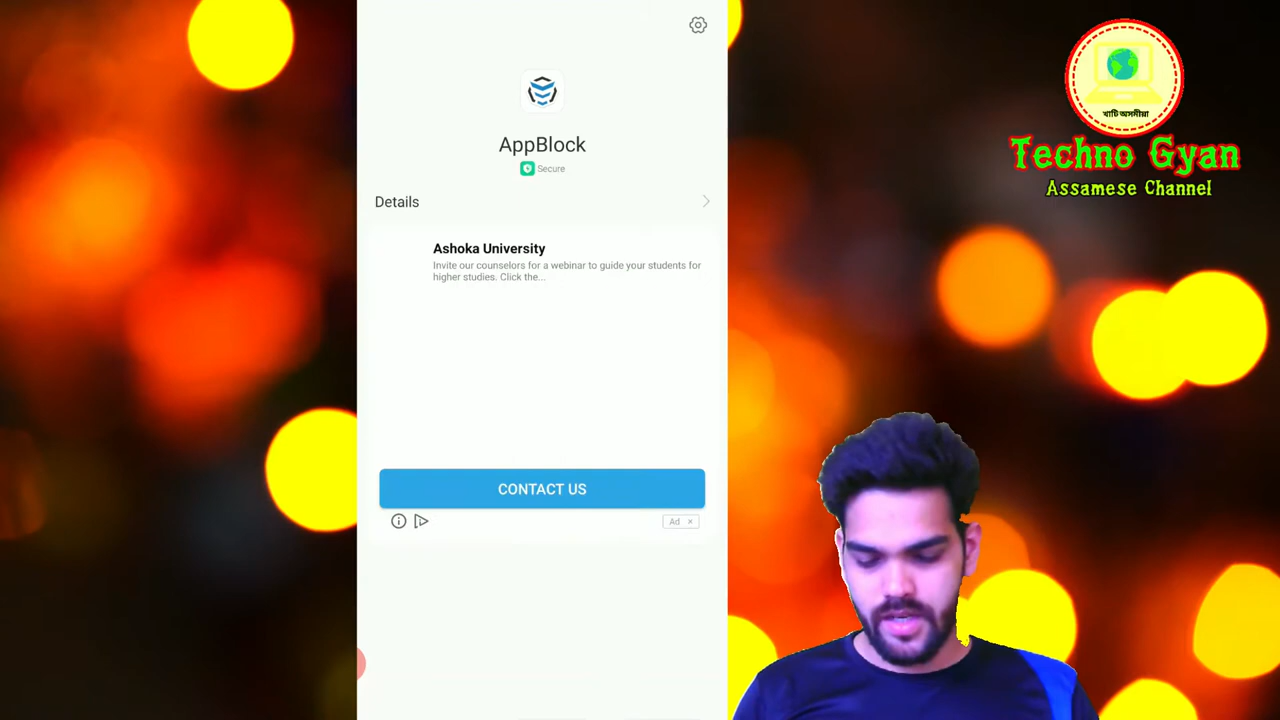 AppBlock
Secure
Details
Ashoka University
Invite our counselors for a webinar to guide your students for
higher studies. Click the...
CONTACT US
Ad ×
খাটি অসমীয়া
Techno Gyan
Assamese Channel